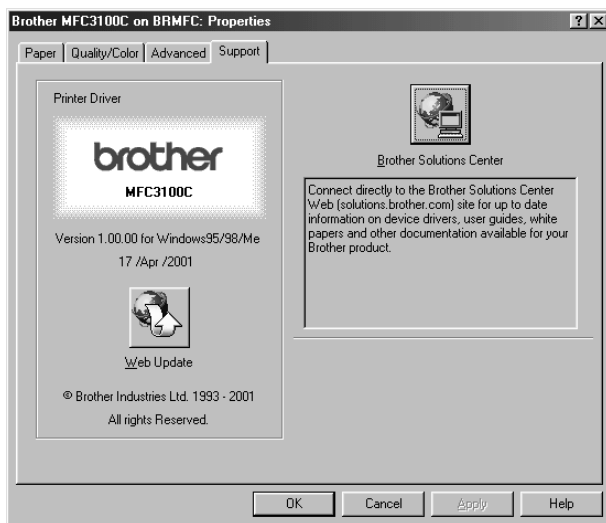 Brother MFC3100C on BRMFC: Properties
Paper
Quality/Color
Advanced
Support
Printer Driver
brother
MFC3100C
Version 1.00.00 for Windows95/98/Me
17 /Apr /2001
Web Update
© Brother Industries Ltd. 1993 - 2001
All rights Reserved.
Brother Solutions Center
Connect directly to the Brother Solutions Center
Web (solutions.brother.com) site for up to date
information on device drivers, user guides, white
papers and other documentation available for your
Brother product.
OK
Cancel
Apply
Help